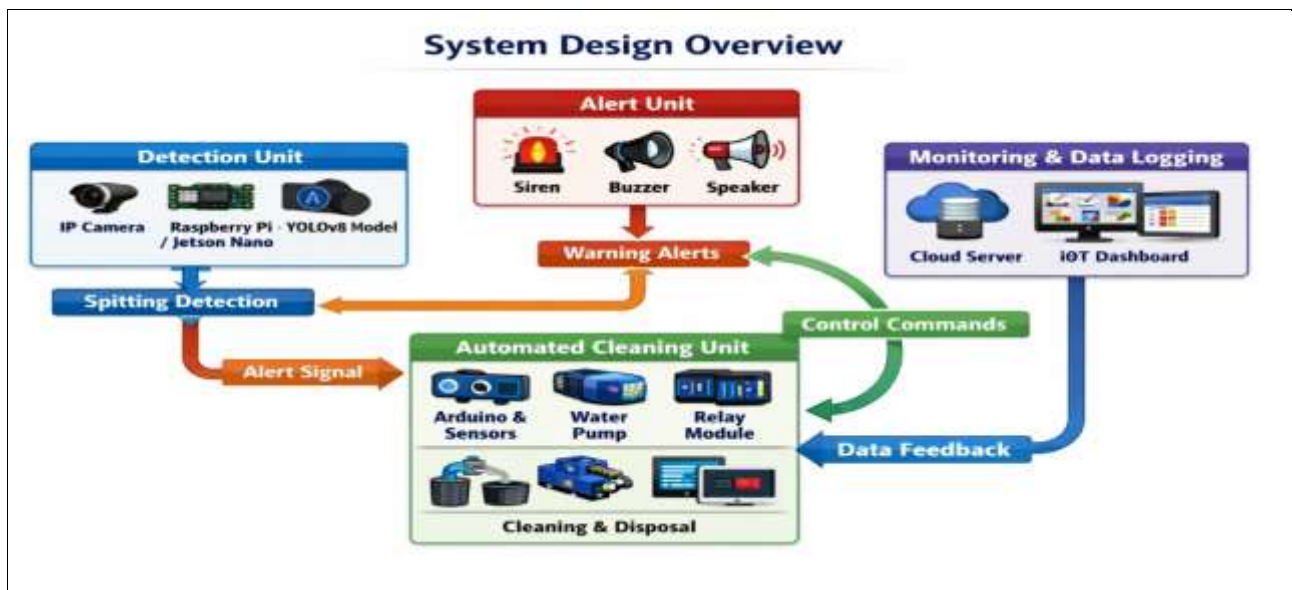 System Design Overview
Alert Unit
Siren Buzzer Speaker
Detection Unit
IP Camera Raspberry Pi - YOLOv8 Model
/ Jetson Nano
Monitoring & Data Logging
Cloud Server i0T Dashboard
Warning Alerts
Spitting Detection
Control Commands
Alert Signal
Automated Cleaning Unit
Arduino & Water Relay
Sensors Pump Module
Data Feedback
Cleaning & Disposal